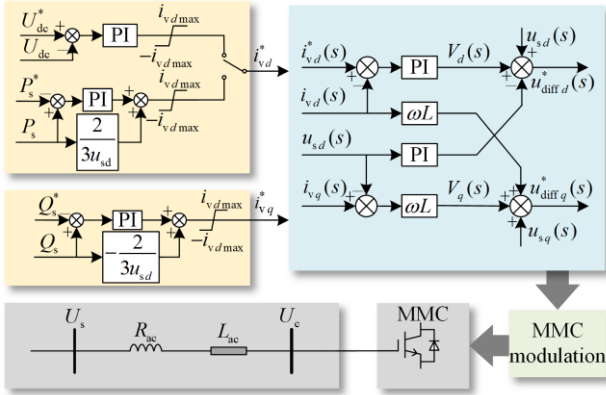 U*dc
Udc
PI
ivdmax
−ivdmax
P*s
Ps
PI
2
3usd
ivdmax
−ivdmax
i*vd
Q*s
Qs
PI
− 2
3usd
ivdmax
−ivdmax
i*vq
usd(s)
i*vd(s)
PI
Vd(s)
u*diffd(s)
ivd(s)
ωL
usd(s)
PI
ivq(s)
ωL
Vq(s)
u*diffq(s)
usq(s)
Us
Rac
Lac
Uc
MMC
MMC
modulation